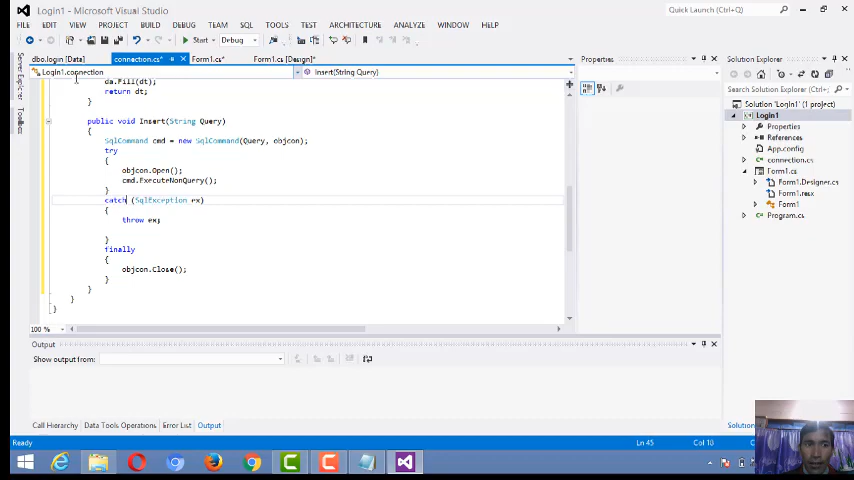 Login1 - Microsoft Visual Studio
Quick Launch (Ctrl+Q)
FILE EDIT VIEW PROJECT BUILD DEBUG TEAM SQL TOOLS TEST ARCHITECTURE ANALYZE WINDOW HELP
Start Debug
dbo.login [Data] connection.cs* Form1.cs* Form1.cs [Design]*
Login1.connection Insert(String Query)
da.Fill(dt);
return dt;
}
public void Insert(String Query)
{
SqlCommand cmd = new SqlCommand(Query, objcon);
try
{
objcon.Open();
cmd.ExecuteNonQuery();
}
catch (SqlException ex)
{
throw ex;
}
finally
{
objcon.Close();
}
}
}
}
100 %
Server Explorer
Toolbox
Properties
Solution Explorer
Search Solution Explorer (Ctrl+;)
Solution 'Login1' (1 project)
Login1
Properties
References
App.config
connection.cs
Form1.cs
Form1.Designer.cs
Form1.resx
Form1
Program.cs
Output
Show output from:
Call Hierarchy Data Tools Operations Error List Output
Ready Ln 45 Col 10